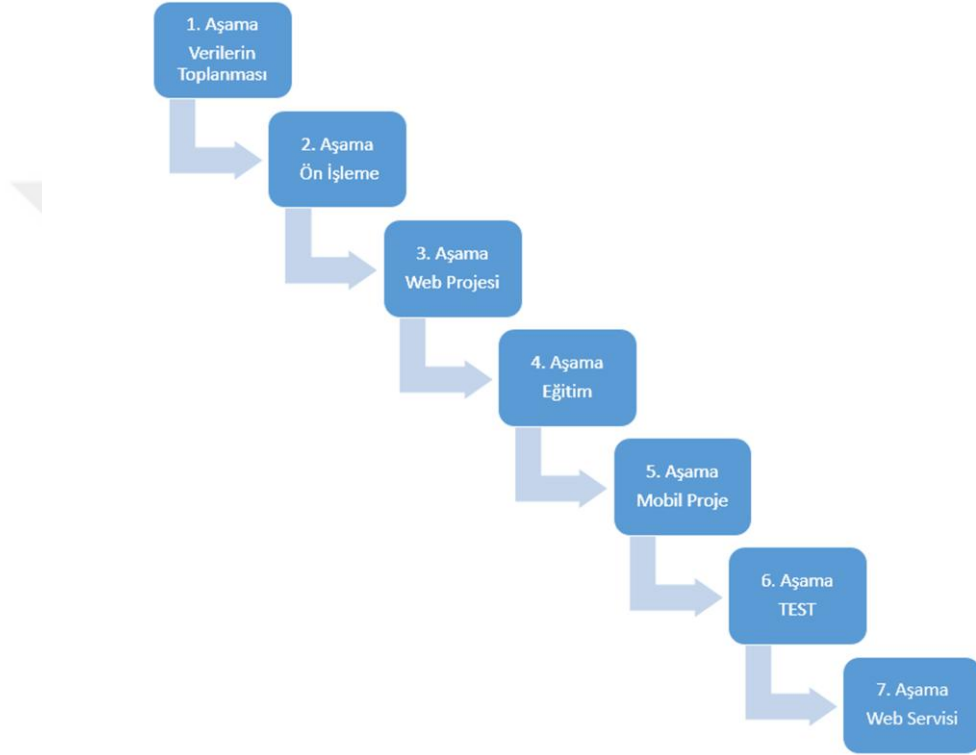 1. Aşama
Verilerin
Toplanması
2. Aşama
Ön İşleme
3. Aşama
Web Projesi
4. Aşama
Eğitim
5. Aşama
Mobil Proje
6. Aşama
TEST
7. Aşama
Web Servisi